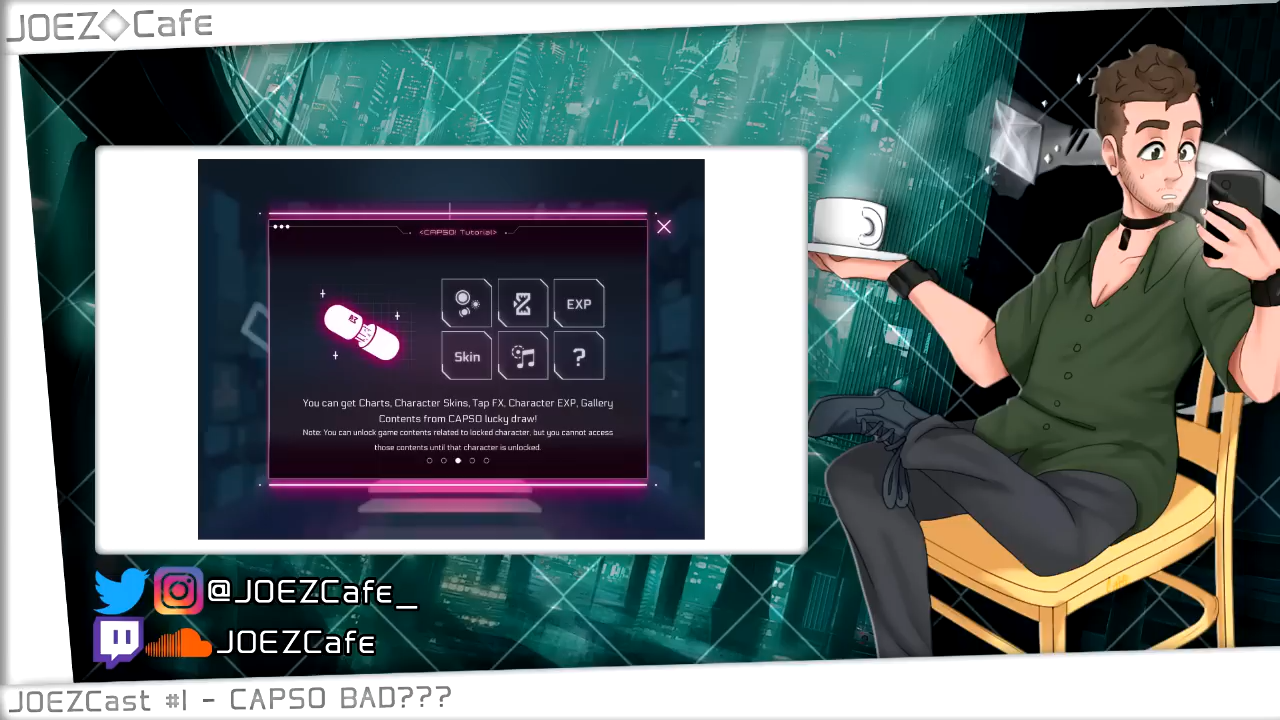 JOEZ Cafe
<CAPSO! Tutorial>
EXP
Skin
?
You can get Charts, Character Skins, Tap FX, Character EXP, Gallery
Contents from CAPSO lucky draw!
Note: You can unlock game contents related to locked character, but you cannot access
those contents until that character is unlocked.
@JOEZCafe_
JOEZCafe
JOEZCast #1 - CAPSO BAD???